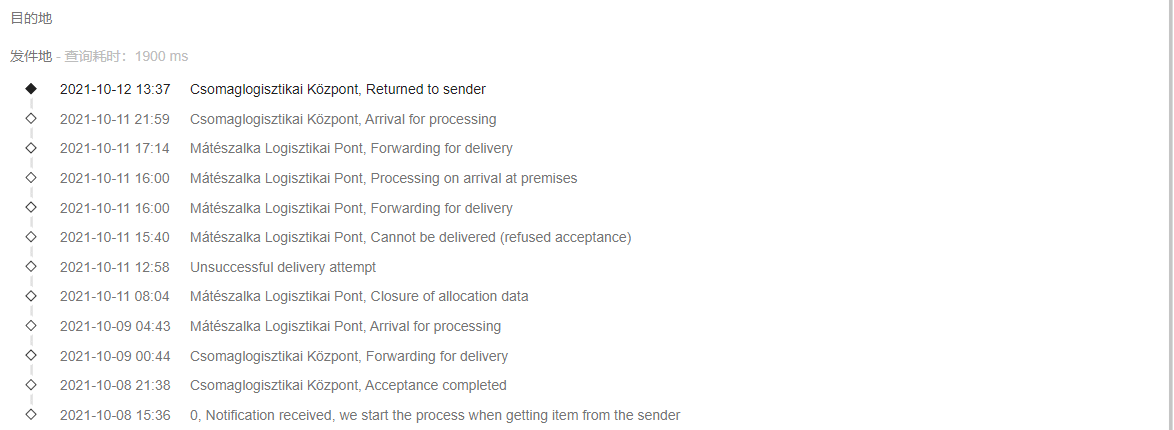 目的地
发件地 - 查询耗时：1900 ms
2021-10-12 13:37 Csomaglogisztikai Központ, Returned to sender
2021-10-11 21:59 Csomaglogisztikai Központ, Arrival for processing
2021-10-11 17:14 Mátészalka Logisztikai Pont, Forwarding for delivery
2021-10-11 16:00 Mátészalka Logisztikai Pont, Processing on arrival at premises
2021-10-11 16:00 Mátészalka Logisztikai Pont, Forwarding for delivery
2021-10-11 15:40 Mátészalka Logisztikai Pont, Cannot be delivered (refused acceptance)
2021-10-11 12:58 Unsuccessful delivery attempt
2021-10-11 08:04 Mátészalka Logisztikai Pont, Closure of allocation data
2021-10-09 04:43 Mátészalka Logisztikai Pont, Arrival for processing
2021-10-09 00:44 Csomaglogisztikai Központ, Forwarding for delivery
2021-10-08 21:38 Csomaglogisztikai Központ, Acceptance completed
2021-10-08 15:36 0, Notification received, we start the process when getting item from the sender